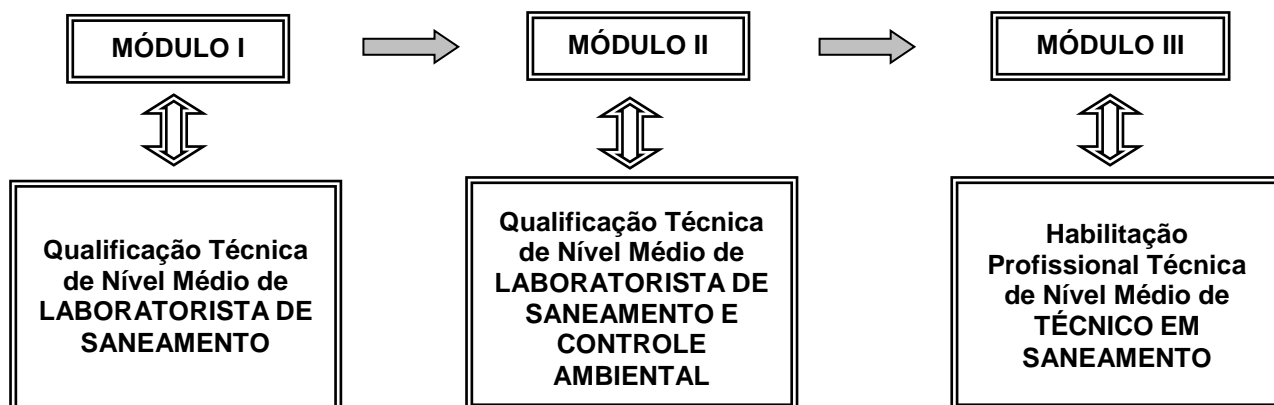 MÓDULO I
MÓDULO II
MÓDULO III
Qualificação Técnica
de Nível Médio de
LABORATORISTA DE
SANEAMENTO
Qualificação Técnica
de Nível Médio de
LABORATORISTA DE
SANEAMENTO E
CONTROLE
AMBIENTAL
Habilitação
Profissional Técnica
de Nível Médio de
TÉCNICO EM
SANEAMENTO